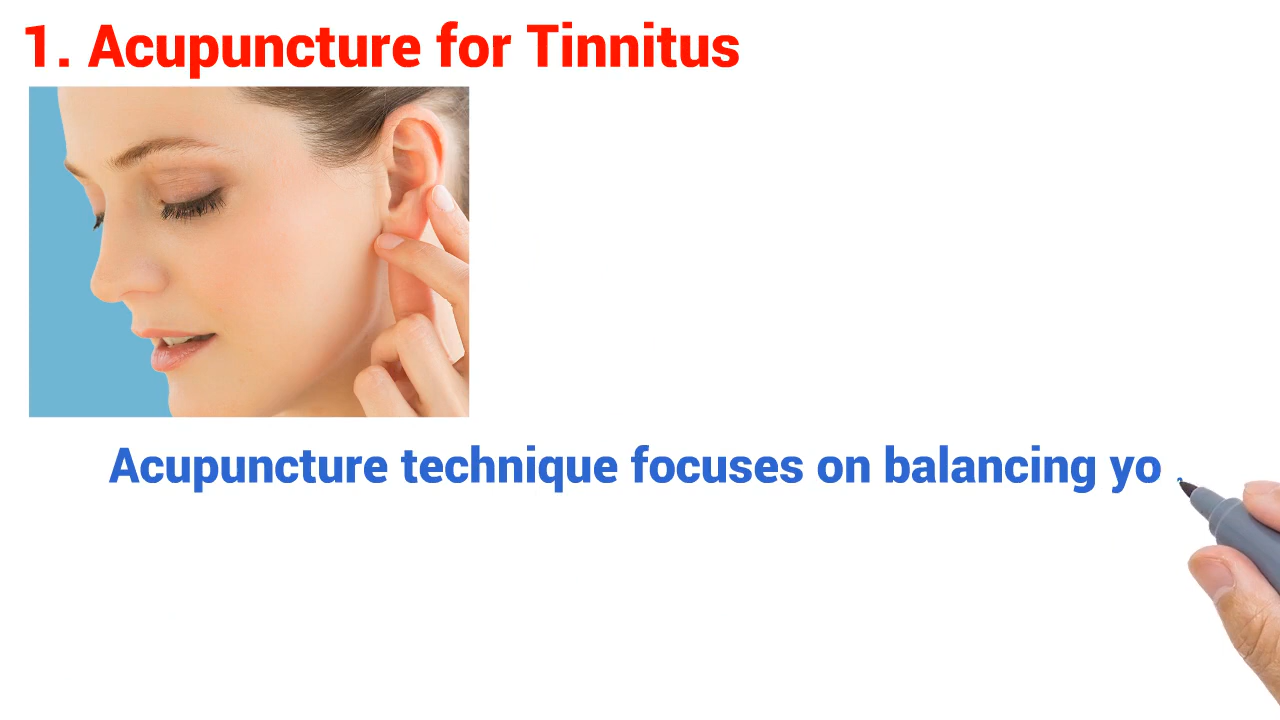 1. Acupuncture for Tinnitus
Acupuncture technique focuses on balancing yo